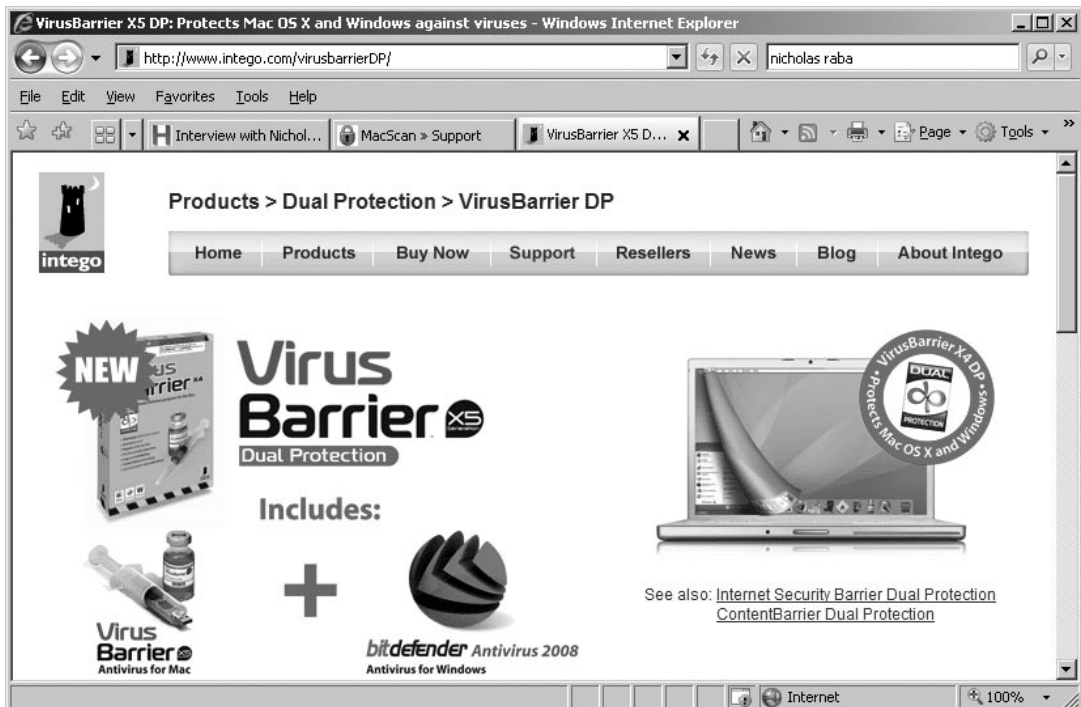 VirusBarrier X5 DP: Protects Mac OS X and Windows against viruses - Windows Internet Explorer
http://www.intego.com/virusbarrierDP/
nicholas raba
File Edit View Favorites Tools Help
Interview with Nichol... MacScan » Support VirusBarrier X5 D... Page Tools »
intego
Products > Dual Protection > VirusBarrier DP
Home Products Buy Now Support Resellers News Blog About Intego
NEW
Virus
Barrier X5
Generation
Dual Protection
VirusBarrier X4 DP • Protects Mac OS X and Windows •
DUAL
dp
PROTECTION
Includes:
+
Virus
Barrier X5
Antivirus for Mac
bitdefender Antivirus 2008
Antivirus for Windows
See also: Internet Security Barrier Dual Protection
ContentBarrier Dual Protection
Internet 100%